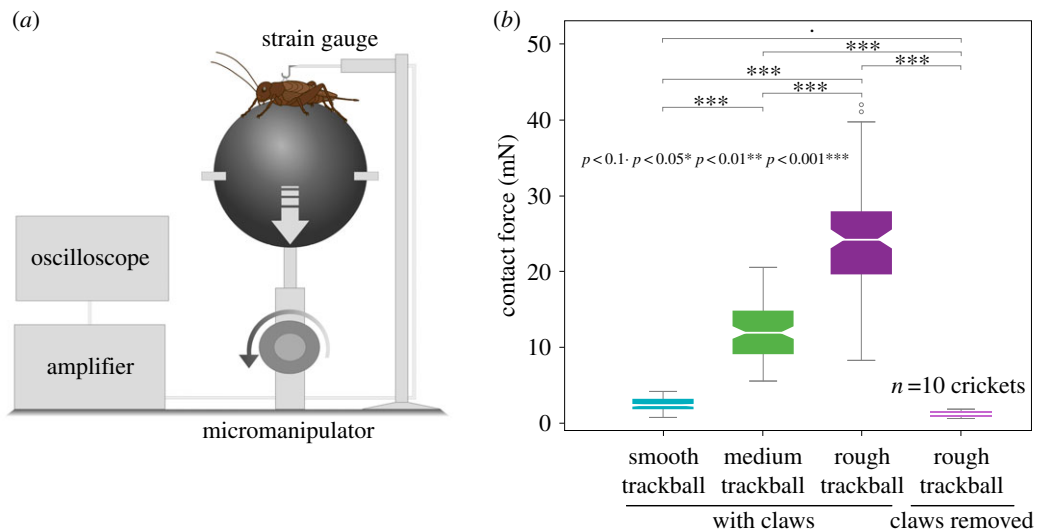 (a)
strain gauge
oscilloscope
amplifier
micromanipulator
(b)
contact force (mN)
50
40
30
20
10
0
·
***
***
***
***
***
p < 0.1· p < 0.05* p < 0.01** p < 0.001***
n = 10 crickets
smooth trackball
medium trackball
rough trackball
rough trackball
with claws
claws removed